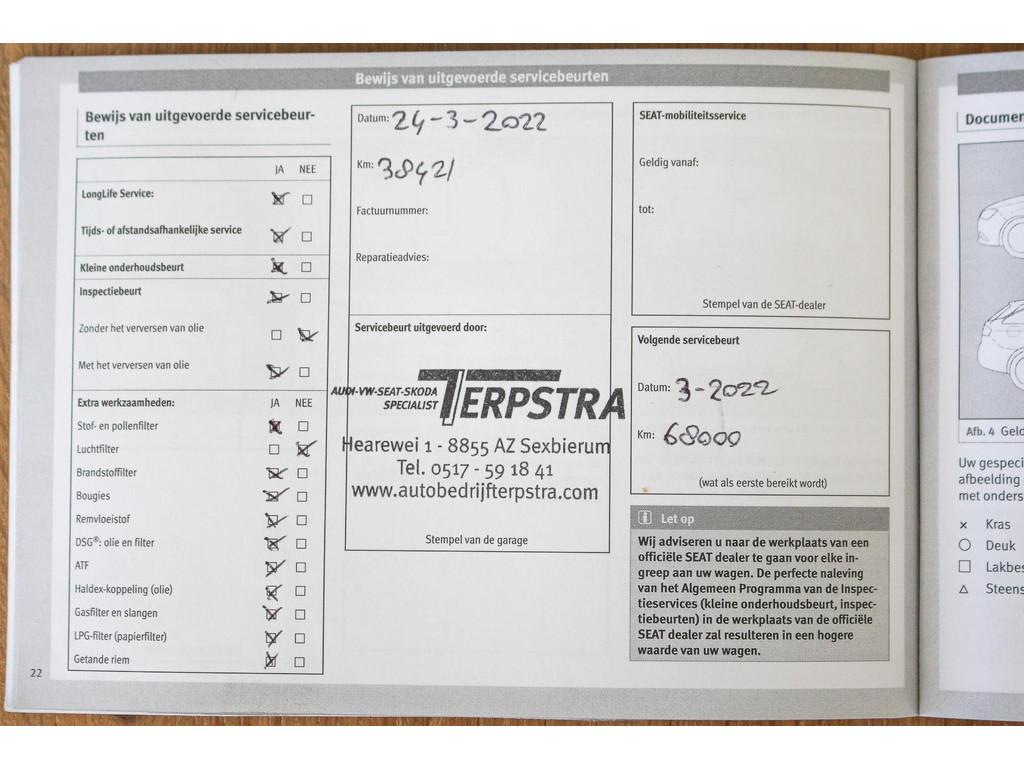 Bewijs van uitgevoerde servicebeurten
Bewijs van uitgevoerde servicebeur-
ten
JA NEE
LongLife Service:
Tijds- of afstandsafhankelijke service
Kleine onderhoudsbeurt
Inspectiebeurt
Zonder het verversen van olie
Met het verversen van olie
Extra werkzaamheden: JA NEE
Stof- en pollenfilter
Luchtfilter
Brandstoffilter
Bougies
Remvloeistof
DSG®: olie en filter
ATF
Haldex-koppeling (olie)
Gasfilter en slangen
LPG-filter (papierfilter)
Getande riem
22
Datum: 24-3-2022
Km: 38421
Factuurnummer:
Reparatieadvies:
Servicebeurt uitgevoerd door:
AUDI-VW-SEAT-SKODA
SPECIALIST TERPSTRA
Hearewei 1 - 8855 AZ Sexbierum
Tel. 0517 - 59 18 41
www.autobedrijfterpstra.com
Stempel van de garage
SEAT-mobiliteitsservice
Geldig vanaf:
tot:
Stempel van de SEAT-dealer
Volgende servicebeurt
Datum: 3-2022
Km: 68000
(wat als eerste bereikt wordt)
Let op
Wij adviseren u naar de werkplaats van een
officiële SEAT dealer te gaan voor elke in-
greep aan uw wagen. De perfecte naleving
van het Algemeen Programma van de Inspec-
tieservices (kleine onderhoudsbeurt, inspec-
tiebeurten) in de werkplaats van de officiële
SEAT dealer zal resulteren in een hogere
waarde van uw wagen.
Documen
Afb. 4 Geld
Uw gespeci
afbeelding
met onders
× Kras
Deuk
Lakbes
Steens